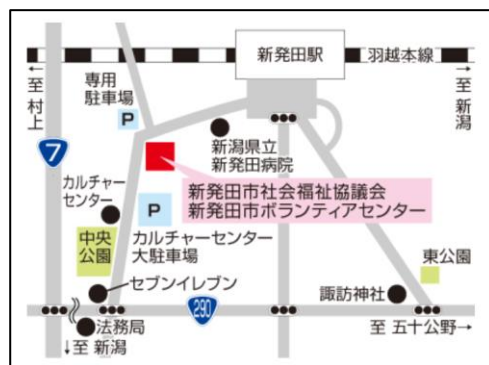 新発田駅
羽越本線
←至 村上
専用
駐車場
P
→至 新潟
7
新潟県立
新発田病院
カルチャー
センター
新発田市社会福祉協議会
新発田市ボランティアセンター
P
中央
公園
カルチャーセンター
大駐車場
東公園
セブンイレブン
290
諏訪神社
法務局
至 五十公野→
↓至 新潟